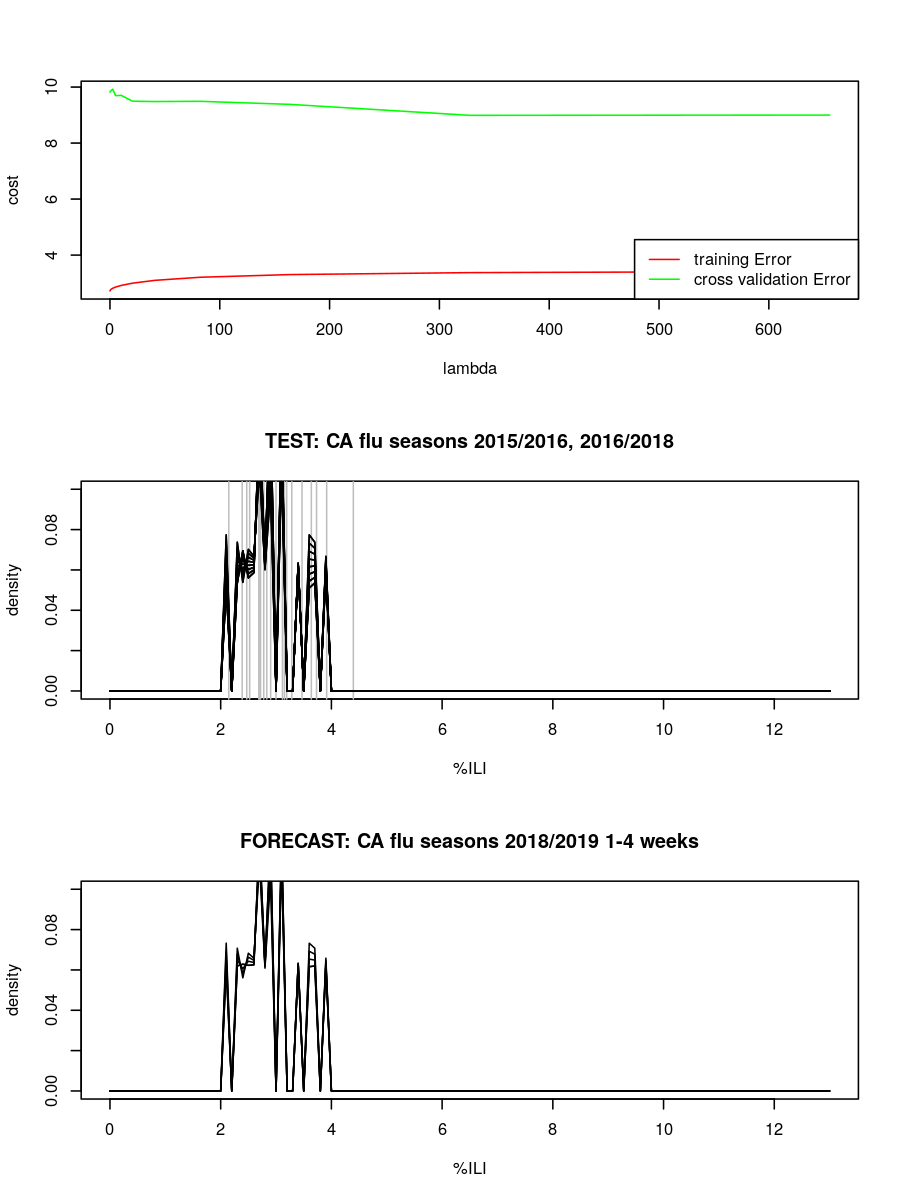 10
8
6
4
cost
training Error
cross validation Error
0 100 200 300 400 500 600
lambda
TEST: CA flu seasons 2015/2016, 2016/2018
0.08
0.04
0.00
density
0 2 4 6 8 10 12
%ILI
FORECAST: CA flu seasons 2018/2019 1-4 weeks
0.08
0.04
0.00
density
0 2 4 6 8 10 12
%ILI